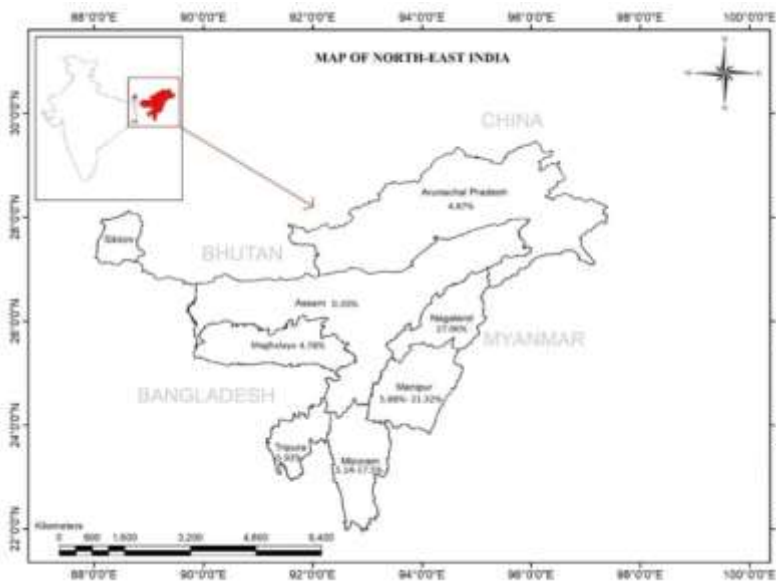 88°0'0"E 90°0'0"E 92°0'0"E 94°0'0"E 96°0'0"E 98°0'0"E 100°0'0"E
MAP OF NORTH-EAST INDIA
CHINA
30°0'0"N
Arunachal Pradesh
4.87%
28°0'0"N
Sikkim
BHUTAN
Assam
26°0'0"N
Nagaland
Meghalaya 4.78%
MYANMAR
BANGLADESH
Manipur
24°0'0"N
Tripura
Mizoram
22°0'0"N
Kilometers
0 800 1,600 3,200 4,800 6,400
88°0'0"E 90°0'0"E 92°0'0"E 94°0'0"E 96°0'0"E 98°0'0"E 100°0'0"E